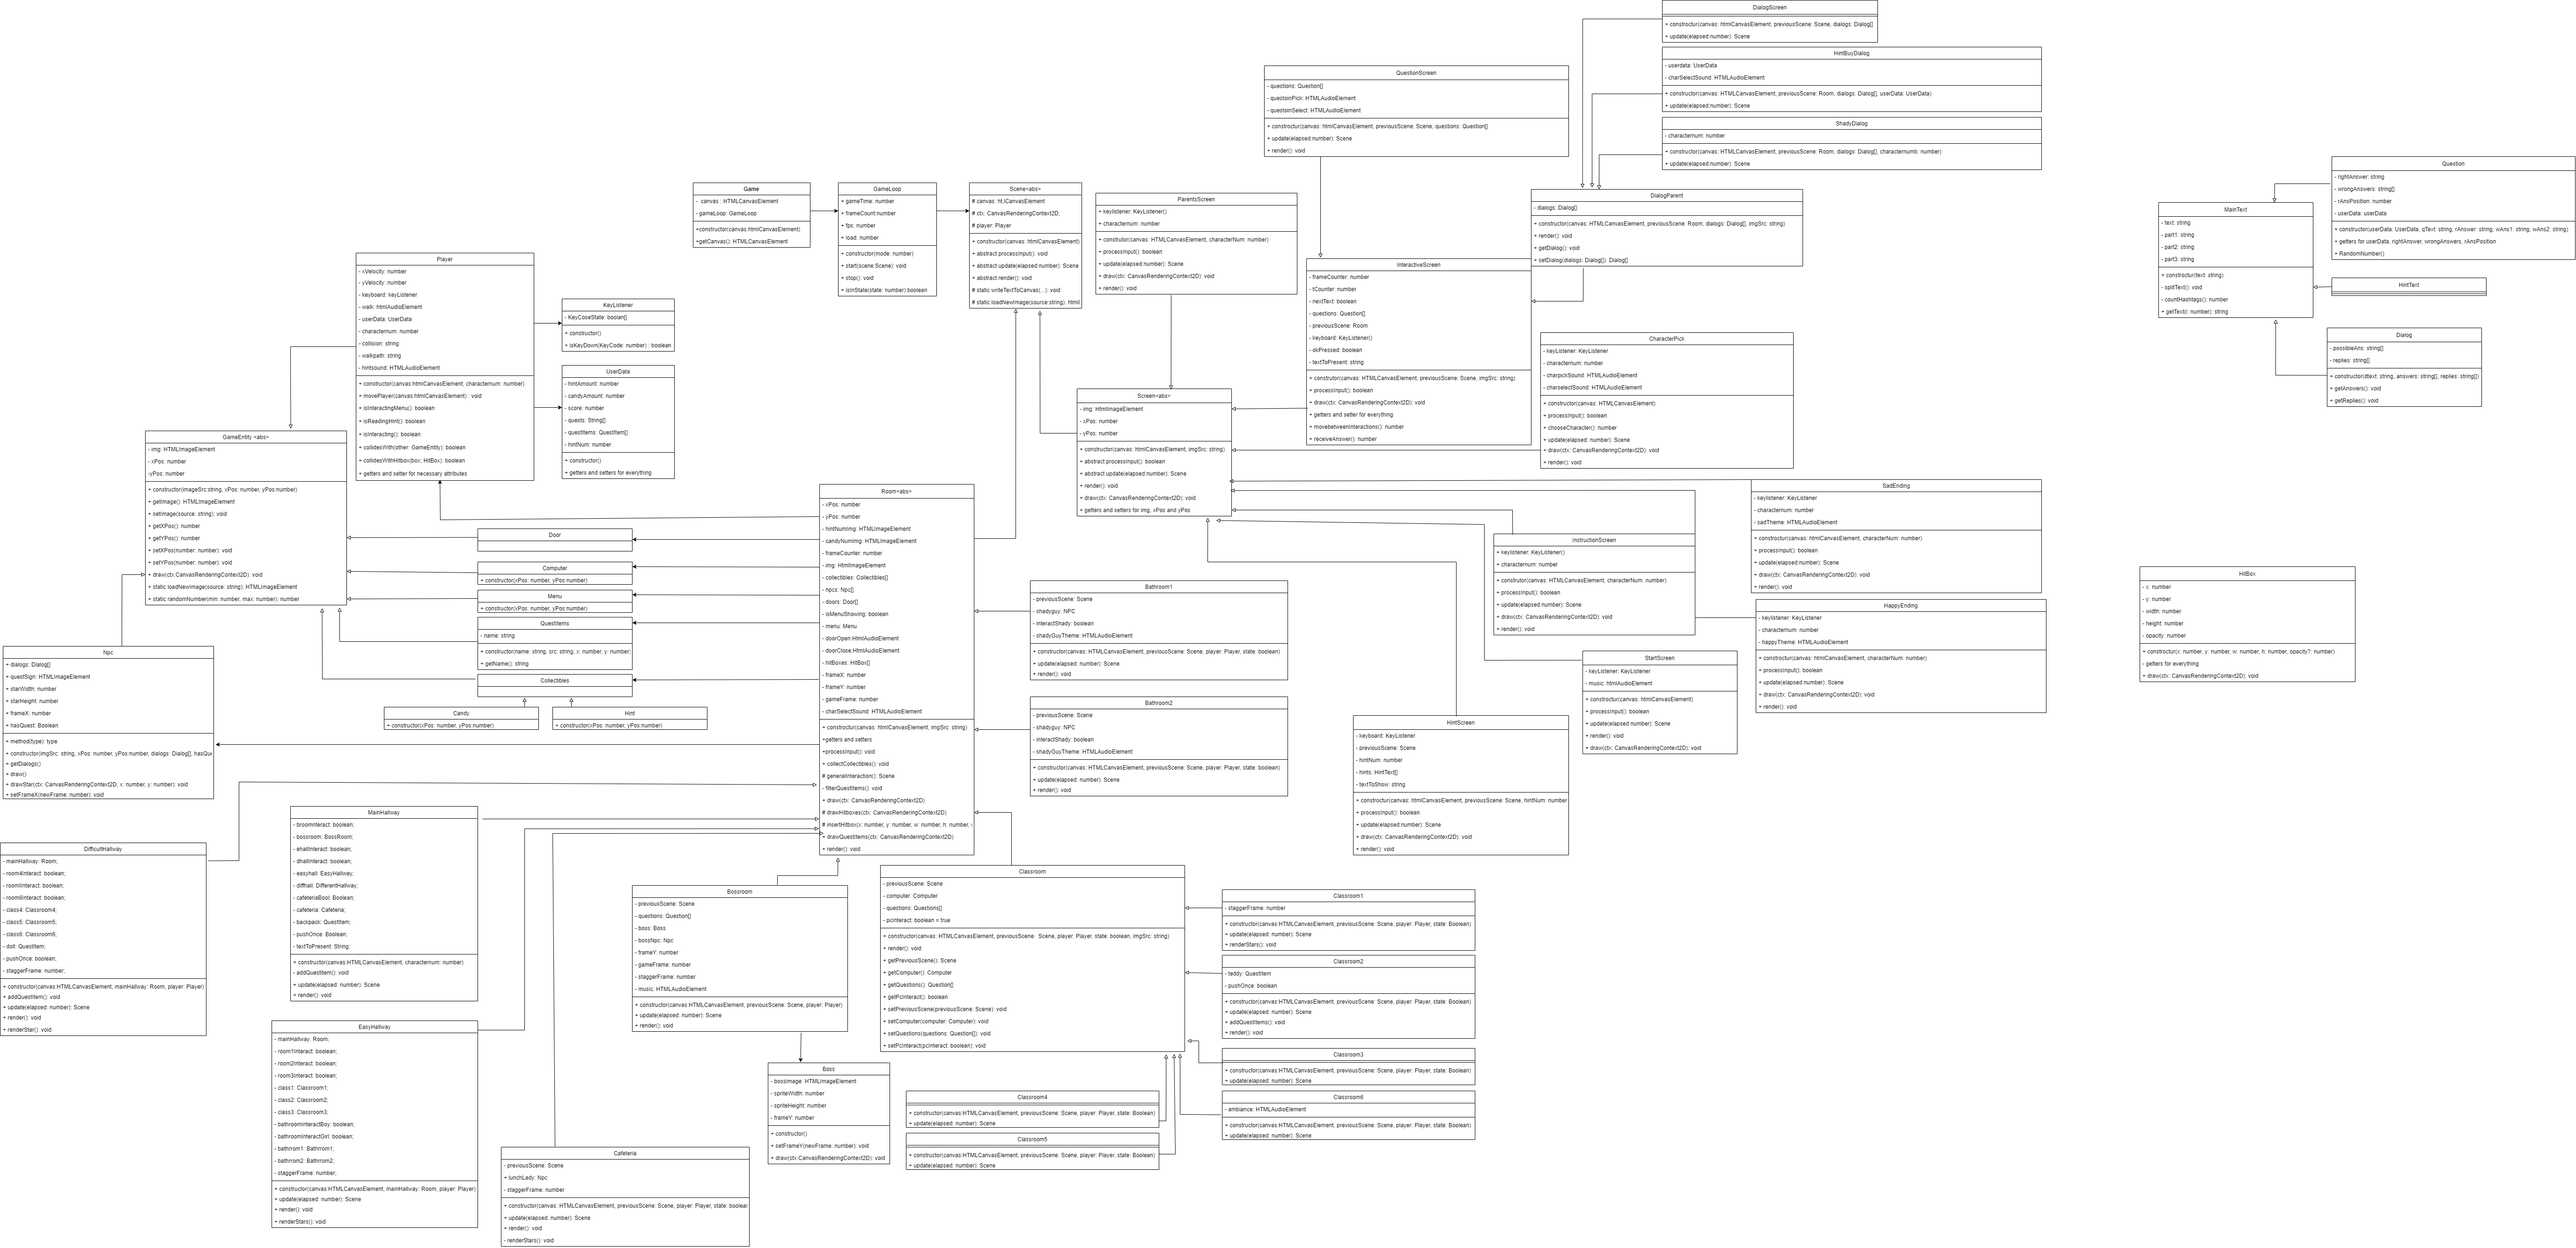 DialogScreen
+ constroctur(canvas: htmlCanvasElement, previousScene: Scene, dialogs: Dialog[]
+ update(elapsed:number): Scene
HintBuyDialog
- userdata: UserData
- charSelectSound: HTMLAudioElement
+ constructor(canvas: HTMLCanvasElement, previousScene: Room, dialogs: Dialog[], userData: UserData)
+ update(elapsed:number): Scene
ShadyDialog
- characternum: number
+ constructor(canvas: HTMLCanvasElement, previousScene: Room, dialogs: Dialog[], characternumb: number)
+ update(elapsed:number): Scene
QuestionScreen
- questions: Question[]
- questoinPick: HTMLAudioElement
- questoinSelect: HTMLAudioElement
+ constroctur(canvas: htmlCanvasElement, previousScene: Scene, questions: Question[]
+ update(elapsed:number): Scene
+ render(): void
Question
- rightAnswer: string
- wrongAnswers: string[]
- rAnsPosition: number
- userData: userData
+ constructor(userData: UserData, qText: string, rAnswer: string, wAns1: string, wAns2: string)
+ getters for userData, rightAnswer, wrongAnswers, rAnsPosition
+ RandomNumber()
MainText
- text: string
- part1: string
- part2: string
- part3: string
+ constroctur(text: string)
- splitText(): void
- countHashtags(): number
+ getText(i: number): string
HintText
Dialog
- possibleAns: string[]
- replies: string[]
+ constructor(dtext: string, answers: string[], replies: string[])
+ getAnswers(): void
+ getReplies(): void
Game
- canvas : HTMLCanvasElement
- gameLoop: GameLoop
+constructor(canvas:htmlCanvasElement)
+getCanvas(): HTMLCanvasElement
GameLoop
+ gameTime: number
+ frameCount:number
+ fps: number
+ load: number
+ constructor(mode: number)
+ start(scene:Scene): void
+ stop(): void
+ isInState(state: number):boolean
Scene<abs>
# canvas: ht,lCanvasElement
# ctx: CanvasRenderingContext2D;
# player: Player
+ constructor(canvas: htmlCanvasElement)
+ abstract processInput(): void
+ abstract update(elapsed:number): Scene
+ abstract render(): void
# static writeTextToCanvas(...): void
# static loadNewImage(source:string): htmlI
ParentsScreen
+ keylistener: KeyListener()
+ characternum: number
+ construtor(canvas: HTMLCanvasElement, characterNum: number)
+ processInput(): boolean
+ update(elapsed:number): Scene
+ draw(ctx: CanvasRenderingContext2D): void
+ render(): void
DialogParent
- dialogs: Dialog[]
+ constroctur(canvas: HTMLCanvasElement, previousScene: Room, dialogs: Dialog[], imgSrc: string)
+ render(): void
+ getDialog(): void
+ setDialog(dialogs: Dialog[]): Dialog[]
InteractiveScreen
- frameCounter: number
- tCounter: number
- nextText: boolean
- questions: Question[]
- previousScene: Room
- keyboard: KeyListener()
- okPressed: boolean
- textToPresent: string
+ construtor(canvas: HTMLCanvasElement, previousScene: Scene, imgSrc: string)
+ processInput(): boolean
+ draw(ctx: CanvasRenderingContext2D): void
+ getters and setter for everything
+ movebetweenInteractions(): number
+ receiveAnswer(): number
CharacterPick
- keyListener: KeyListener
- characternum: number
- charpickSound: HTMLAudioElement
- charselectSound: HTMLAudioElement
+ constroctur(canvas: HTMLCanvasElement)
+ processInput(): boolean
+ chooseCharacter(): number
+ update(elapsed: number): Scene
+ draw(ctx: CanvasRenderingContext2D): void
+ render(): void
Player
- xVelocity: number
- yVelocity: number
- keyboard: keyListener
- walk: htmlAudioElement
- userData: UserData
- characternum: number
- collision: string
- walkpath: string
- hintsound: HTMLAudioElement
+ constroctor(canvas:htmlCanvasElement, characternum: number)
+ movePlayer(canvas:htmlCanvasElement) : void
+ isInteractingMenu(): boolean
+ isReadingHint(): boolean
+ isInteracting(): boolean
+ collidesWith(other: GameEntity): boolean
+ collidesWithHitbox(box: HitBox): boolean
+ getters and setter for necessary attributes
KeyListener
- KeyCoseState: boolan[]
+ constroctor()
+ isKeyDown(KeyCode: number) : boolean
UserData
- hintAmount: number
- candyAmount: number
- score: number
- quests: String[]
- questItems: QuestItem[]
- hintNum: number
+ constroctor()
+ getters and setters for everything
Screen<abs>
- img: HtmlImageElement
- xPos: number
- yPos: number
+ constructor(canvas: htmlCanvasElement, imgSrc: string)
+ abstract processInput(): boolean
+ abstract update(elapsed:number): Scene
+ render(): void
+ draw(ctx: CanvasRenderingContext2D): void
+ getters and setters for img, xPos and yPos
GameEntity <abs>
- img: HTMLImageElement
- xPos: number
-yPos: number
+ constructor(imageSrc:string, xPos: number, yPos:number)
+ getImage(): HTMLImageElement
+ setImage(source: string): void
+ getXPos(): number
+ getYPos(): number
+ setXPos(number: number): void
+ setYPos(number: number): void
+ draw(ctx:CanvasRenderingContext2D): void
+ static loadNewImage(source: string): HTMLImageElement
+ static randomNumber(min: number, max: number): number
Door
Computer
+ constructor(xPos: number, yPos:number)
Menu
+ constructor(xPos: number, yPos:number)
QuestItems
- name: string
+ constructor(name: string, src: string, x: number, y: number)
+ getName(): string
Collectibles
Candy
+ constructor(xPos: number, yPos:number)
Hint
+ constructor(xPos: number, yPos:number)
Room<abs>
- xPos: number
- yPos: number
- hintNumImg: HTMLImageElement
- candyNumImg: HTMLImageElement
- frameCounter: number
- img: HtmlImageElement
- collectibles: Collectibles[]
- npcs: Npc[]
- doors: Door[]
- isMenuShowing: boolean
- menu: Menu
- doorOpen:HtmlAudioElement
- doorClose:HtmlAudioElement
- hitBoxes: HitBox[]
- frameX: number
- frameY: number
- gameFrame: number
- charSelectSound: HTMLAudioElement
+ constroctur(canvas: htmlCanvasElement, imgSrc: string)
+getters and setters
+processInput(): void
+ collectCollectibles(): void
# generalInteraction(): Scene
- filterQuestItems(): void
+ draw(ctx: CanvasRenderingContext2D)
# drawHitboxes(ctx: CanvasRenderingContext2D)
# insertHitbox(x: number, y: number, w: number, h: number,
+ drawQuestItems(ctx: CanvasRenderingContext2D)
+ render(): void
Bathroom1
- previousScene: Scene
- shadyguy: NPC
- interactShady: boolean
- shadyGuyTheme: HTMLAudioElement
+ constructor(canvas: HTMLCanvasElement, previousScene: Scene, player: Player, state: boolean)
+ update(elapsed: number): Scene
+ render(): void
Bathroom2
- previousScene: Scene
- shadyguy: NPC
- interactShady: boolean
- shadyGuyTheme: HTMLAudioElement
+ constructor(canvas: HTMLCanvasElement, previousScene: Scene, player: Player, state: boolean)
+ update(elapsed: number): Scene
+ render(): void
InstructionScreen
+ keylistener: KeyListener()
+ characternum: number
+ construtor(canvas: HTMLCanvasElement, characterNum: number)
+ processInput(): boolean
+ update(elapsed:number): Scene
+ draw(ctx: CanvasRenderingContext2D): void
+ render(): void
SadEnding
- keylistener: KeyListener
- characternum: number
- sadTheme: HTMLAudioElement
+ constroctur(canvas: htmlCanvasElement, characterNum: number)
+ processInput(): boolean
+ update(elapsed:number): Scene
+ draw(ctx: CanvasRenderingContext2D): void
+ render(): void
HappyEnding
- keylistener: KeyListener
- characternum: number
- happyTheme: HTMLAudioElement
+ constroctur(canvas: htmlCanvasElement, characterNum: number)
+ processInput(): boolean
+ update(elapsed:number): Scene
+ draw(ctx: CanvasRenderingContext2D): void
+ render(): void
StartScreen
- keyListener: KeyListener
- music: htmlAudioElement
+ constroctur(canvas: htmlCanvasElement)
+ processInput(): boolean
+ update(elapsed:number): Scene
+ render(): void
+ draw(ctx: CanvasRenderingContext2D): void
HintScreen
- keyboard: KeyListener
- previousScene: Scene
- hintNum: number
- hints: HintText[]
- textToShow: string
+ constroctur(canvas: htmlCanvasElement, previousScene: Scene, hintNum: number
+ processInput(): boolean
+ update(elapsed:number): Scene
+ draw(ctx: CanvasRenderingContext2D): void
+ render(): void
HitBox
- x: number
- y: number
- width: number
- height: number
- opacity: number
+ constroctur(x: number, y: number, w: number, h: number, opacity?: number)
- getters for everything
+ draw(ctx: CanvasRenderingContext2D): void
Npc
+ dialogs: Dialog[]
+ questSign: HTMLImageElement
+ starWidth: number
+ starHeight: number
+ frameX: number
+ hasQuest: Boolean
+ method(type): type
+ constroctor(imgSrc: string, xPos: number, yPos:number, dialogs: Dialog[], hasQu
+ getDialogs()
+ draw()
+ drawStar(ctx: CanvasRenderingContext2D, x: number, y: number): void
+ setFrameX(newFrame: number): void
MainHallway
- broomInteract: boolean;
- bossroom: BossRoom;
- ehallInteract: boolean;
- dhallInteract: boolean;
- easyhall: EasyHallway;
- diffhall: DifferentHallway;
- cafeteriaBool: Boolean;
- cafeteria: Cafeteria;
- backpack: QuestItem;
- pushOnce: Boolean;
- textToPresent: String;
+ constroctor(canvas:HTMLCanvasElement, characternum: number)
- addQuestItem(): void
+ update(elapsed: number): Scene
+ render(): void
DifficultHallway
- mainHallway: Room;
- room4Interact: boolean;
- roomIInteract: boolean;
- room6Interact: boolean;
- class4: Classroom4;
- class5: Classroom5;
- class6: Classroom6;
- doll: QuestItem;
- pushOnce: boolean;
- staggerFrame: number;
+ constroctor(canvas:HTMLCanvasElement, mainHallway: Room, player: Player)
+ addQuestItem(): void
+ update(elapsed: number): Scene
+ render(): void
+ renderStar(): void
EasyHallway
- mainHallway: Room;
- room1Interact: boolean;
- room2Interact: boolean;
- room3Interact: boolean;
- class1: Classroom1;
- class2: Classroom2;
- class3: Classroom3;
- bathroomInteractBoy: boolean;
- bathroomInteractGirl: boolean;
- bathrrom1: Bathrrom1;
- bathrrom2: Bathrrom2;
- staggerFrame: number;
+ constroctor(canvas:HTMLCanvasElement, mainHallway: Room, player: Player)
+ update(elapsed: number): Scene
+ render(): void
+ renderStars(): void
Bossroom
- previousScene: Scene
- questions: Question[]
- boss: Boss
- bossNpc: Npc
- frameY: number
- gameFrame: number
- staggerFrame: number
- music: HTMLAudioElement
+ constroctor(canvas:HTMLCanvasElement, previousScene: Scene, player: Player)
+ update(elapsed: number): Scene
+ render(): void
Boss
- bossImage: HTMLImageElement
- spriteWidth: number
- spriteHeight: number
- frameY: number
+ constroctor()
+ setFrameY(newFrame: number): void
+ draw(ctx:CanvasRenderingContext2D): void
Cafeteria
- previousScene: Scene
+ lunchLady: Npc
- staggerFrame: number
+ constroctor(canvas: HTMLCanvasElement, previousScene: Scene, player: Player, state: boolear
+ update(elapsed: number): Scene
+ render(): void
- renderStars(): void
Classroom
- previousScene: Scene
- computer: Computer
- questions: Questions[]
- pcInteract: boolean = true
+ constroctor(canvas: HTMLCanvasElement, previousScene: Scene, player: Player, state: boolean, imgSrc: string)
+ render(): void
+ getPreviousScene(): Scene
+ getComputer(): Computer
+ getQuestions(): Question[]
+ getPcInteract(): boolean
+ setPreviousScene(previousScene: Scene): void
+ setComputer(computer: Computer): void
+ setQuestions(questions: Question[]): void
+ setPcInteract(pcInteract: boolean): void
Classroom1
- staggerFrame: number
+ constroctor(canvas:HTMLCanvasElement, previousScene: Scene, player: Player, state: Boolean)
+ update(elapsed: number): Scene
+ renderStars(): void
Classroom2
- teddy: QuestItem
- pushOnce: boolean
+ constroctor(canvas:HTMLCanvasElement, previousScene: Scene, player: Player, state: Boolean)
+ update(elapsed: number): Scene
+ addQuestItems(): void
+ render(): void
Classroom3
+ constroctor(canvas:HTMLCanvasElement, previousScene: Scene, player: Player, state: Boolean)
+ update(elapsed: number): Scene
Classroom4
+ constroctor(canvas:HTMLCanvasElement, previousScene: Scene, player: Player, state: Boolean)
+ update(elapsed: number): Scene
Classroom5
+ constroctor(canvas:HTMLCanvasElement, previousScene: Scene, player: Player, state: Boolean)
+ update(elapsed: number): Scene
Classroom6
- ambiance: HTMLAudioElement
+ constroctor(canvas:HTMLCanvasElement, previousScene: Scene, player: Player, state: Boolean)
+ update(elapsed: number): Scene